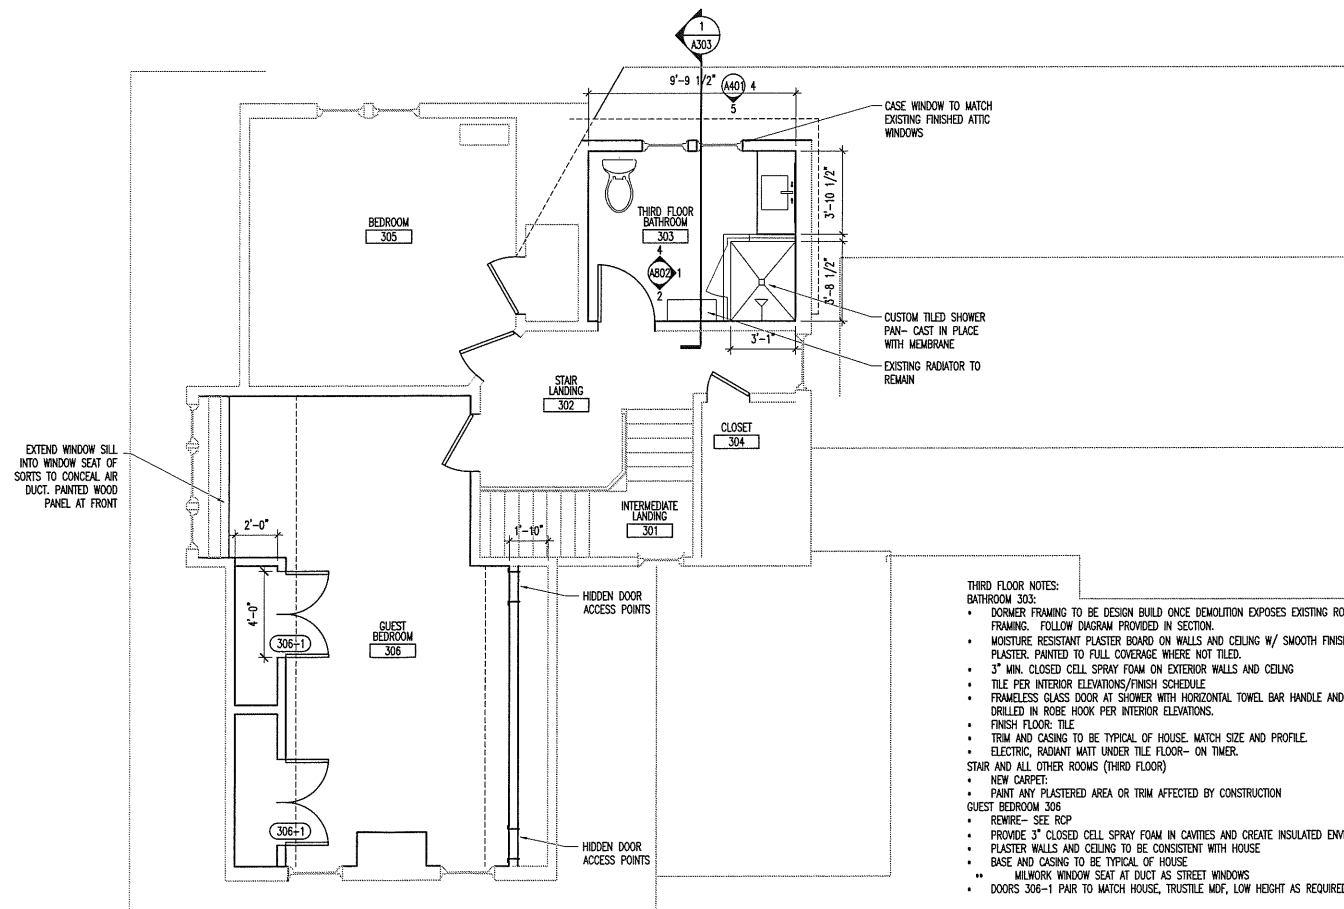 1
A303
9'-9 1/2"
A401 4
5
CASE WINDOW TO MATCH
EXISTING FINISHED ATTIC
WINDOWS
3'-10 1/2"
BEDROOM
305
THIRD FLOOR
BATHROOM
303
4
A802 1
2
3'-8 1/2"
CUSTOM TILED SHOWER
PAN- CAST IN PLACE
WITH MEMBRANE
3'-1"
EXISTING RADIATOR TO
REMAIN
STAIR
LANDING
302
CLOSET
304
EXTEND WINDOW SILL
INTO WINDOW SEAT OF
SORTS TO CONCEAL AIR
DUCT. PAINTED WOOD
PANEL AT FRONT
INTERMEDIATE
LANDING
301
2'-0"
1'-10"
4'-0"
HIDDEN DOOR
ACCESS POINTS
306-1
GUEST
BEDROOM
306
306-1
HIDDEN DOOR
ACCESS POINTS
THIRD FLOOR NOTES:
BATHROOM 303:
• DORMER FRAMING TO BE DESIGN BUILD ONCE DEMOLITION EXPOSES EXISTING RO
FRAMING. FOLLOW DIAGRAM PROVIDED IN SECTION.
• MOISTURE RESISTANT PLASTER BOARD ON WALLS AND CEILING W/ SMOOTH FINIS
PLASTER. PAINTED TO FULL COVERAGE WHERE NOT TILED.
• 3" MIN. CLOSED CELL SPRAY FOAM ON EXTERIOR WALLS AND CEILNG
• TILE PER INTERIOR ELEVATIONS/FINISH SCHEDULE
• FRAMELESS GLASS DOOR AT SHOWER WITH HORIZONTAL TOWEL BAR HANDLE AND
DRILLED IN ROBE HOOK PER INTERIOR ELEVATIONS.
• FINISH FLOOR: TILE
• TRIM AND CASING TO BE TYPICAL OF HOUSE. MATCH SIZE AND PROFILE.
• ELECTRIC, RADIANT MATT UNDER TILE FLOOR- ON TIMER.
STAIR AND ALL OTHER ROOMS (THIRD FLOOR)
• NEW CARPET:
• PAINT ANY PLASTERED AREA OR TRIM AFFECTED BY CONSTRUCTION
GUEST BEDROOM 306
• REWIRE- SEE RCP
• PROVIDE 3" CLOSED CELL SPRAY FOAM IN CAVITIES AND CREATE INSULATED ENV
• PLASTER WALLS AND CEILING TO BE CONSISTENT WITH HOUSE
• BASE AND CASING TO BE TYPICAL OF HOUSE
•• MILWORK WINDOW SEAT AT DUCT AS STREET WINDOWS
• DOORS 306-1 PAIR TO MATCH HOUSE, TRUSTILE MDF, LOW HEIGHT AS REQUIRED